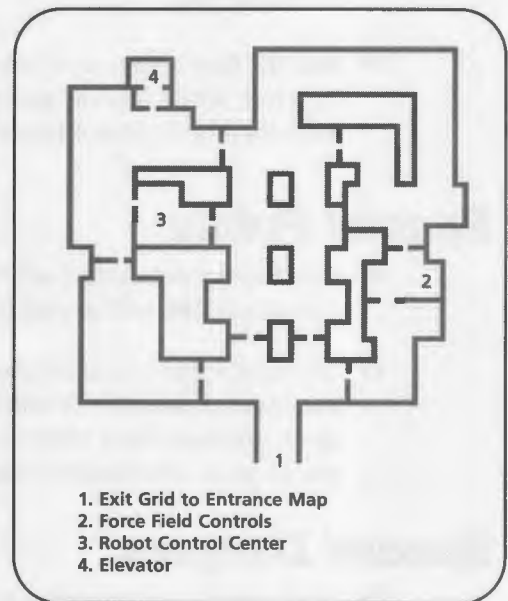 4
3
2
1
1. Exit Grid to Entrance Map
2. Force Field Controls
3. Robot Control Center
4. Elevator